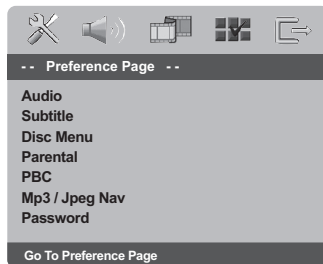 -- Preference Page --
Audio
Subtitle
Disc Menu
Parental
PBC
Mp3 / Jpeg Nav
Password
Go To Preference Page